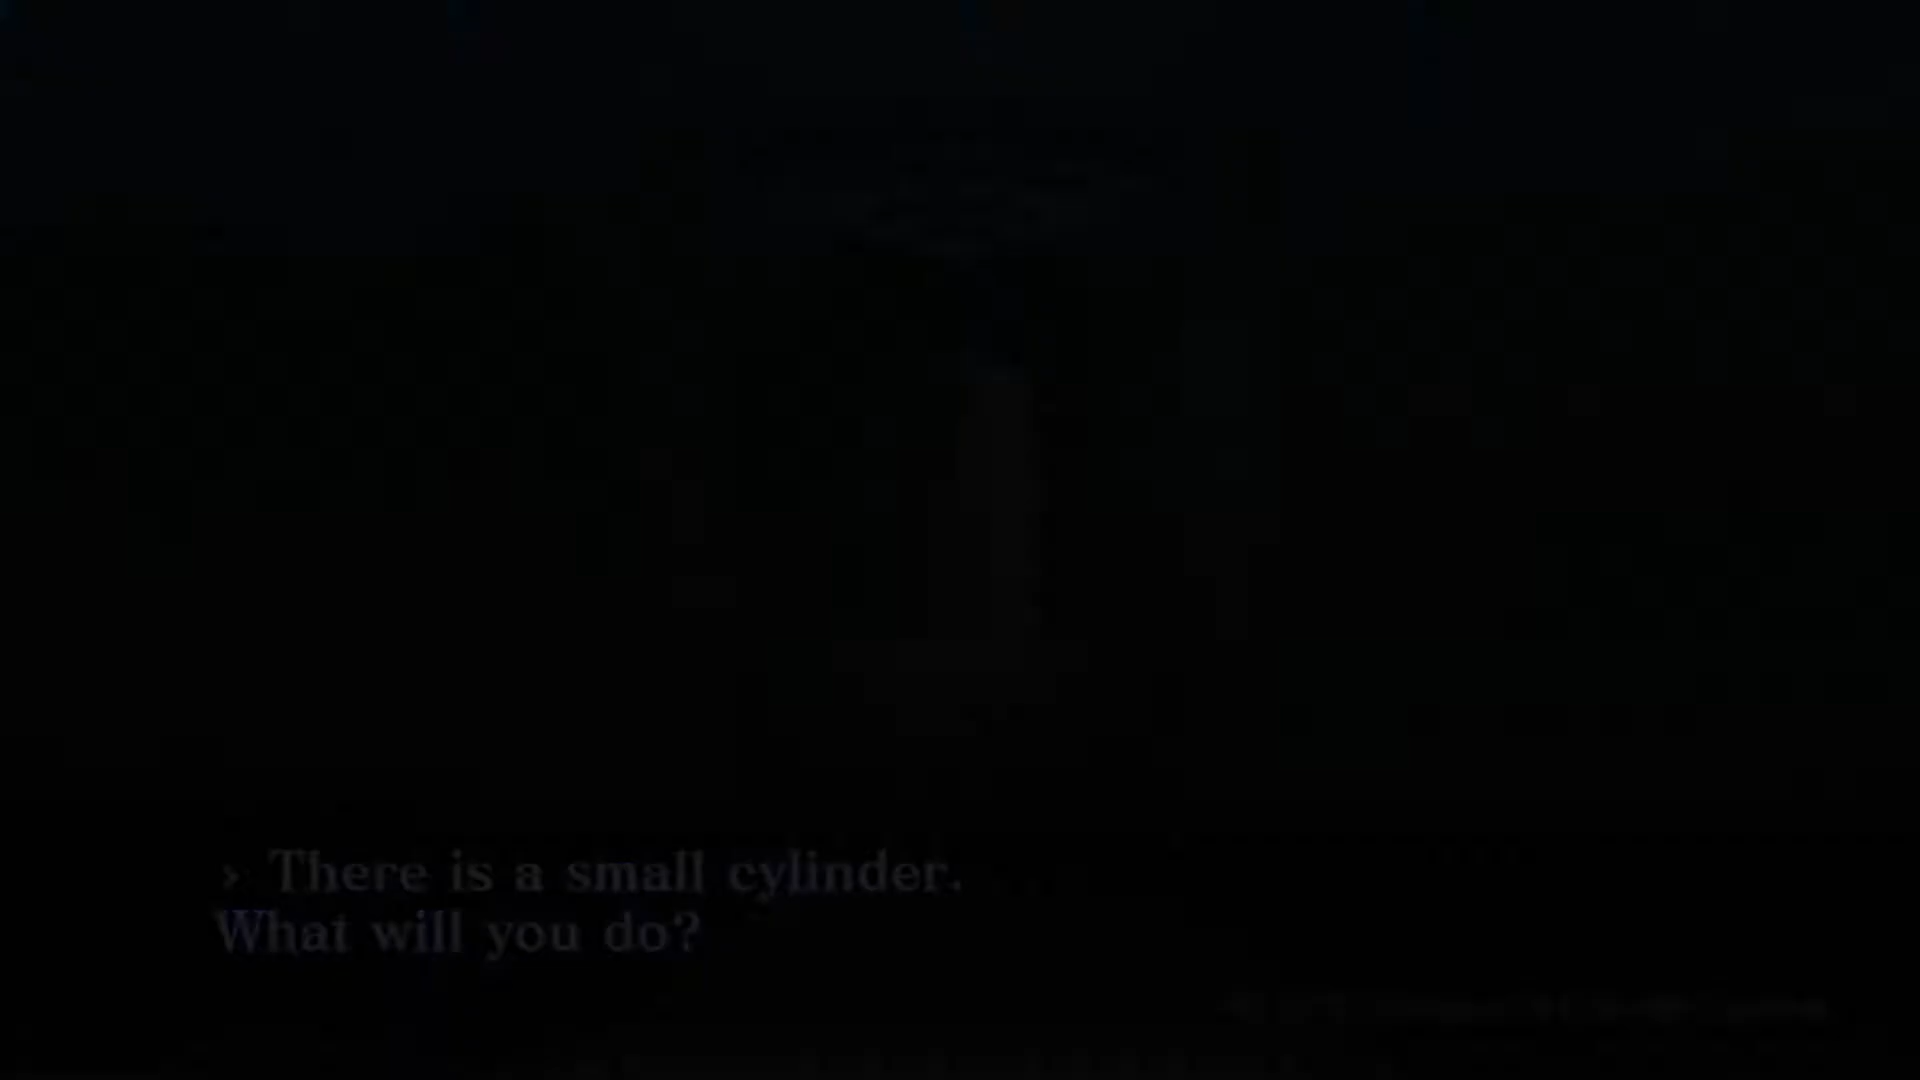 › There is a small cylinder.
What will you do?